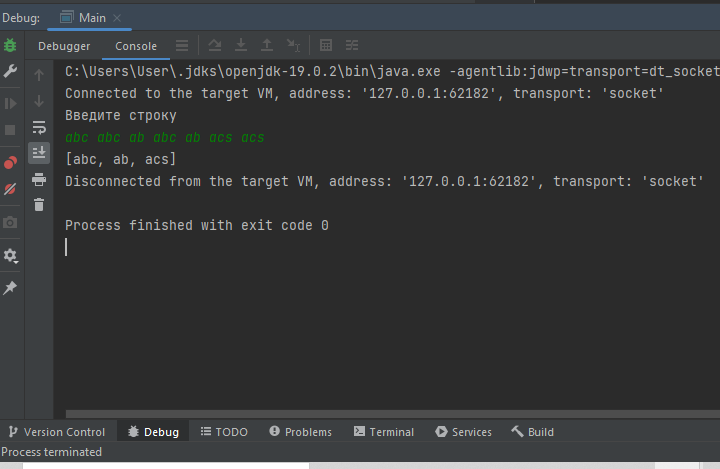 Debug: Main
Debugger Console
C:\Users\User\.jdks\openjdk-19.0.2\bin\java.exe -agentlib:jdwp=transport=dt_socket
Connected to the target VM, address: '127.0.0.1:62182', transport: 'socket'
Введите строку
abc abc ab abc ab acs acs
[abc, ab, acs]
Disconnected from the target VM, address: '127.0.0.1:62182', transport: 'socket'
Process finished with exit code 0
Version Control Debug TODO Problems Terminal Services Build
Process terminated